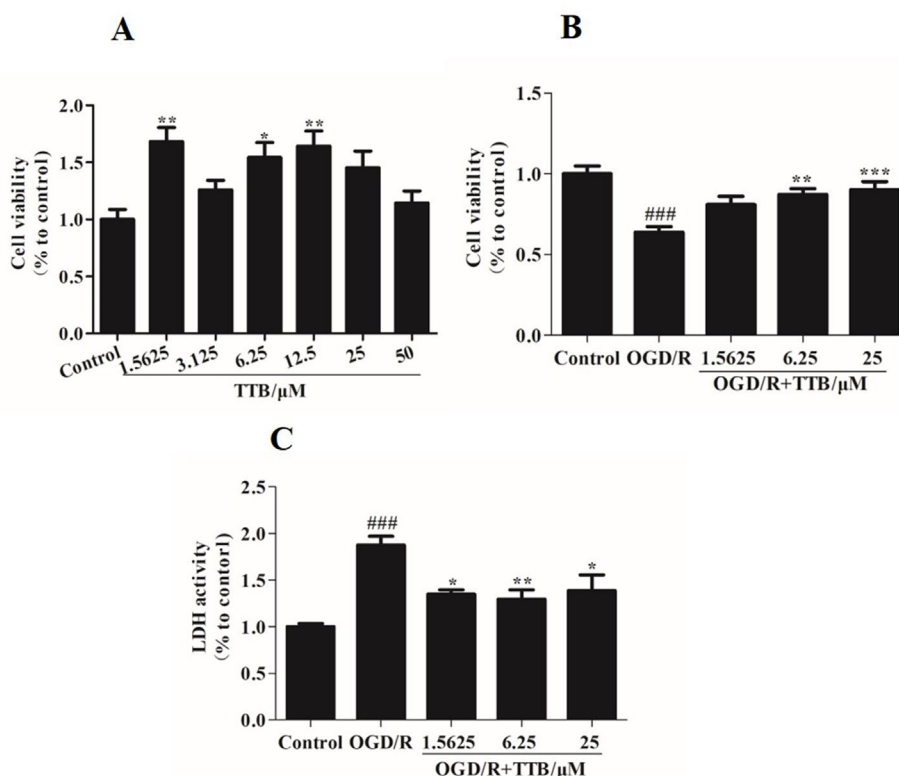 A
Cell viability
(% to control)
2.0
1.5
1.0
0.5
0.0
**
*
**
Control
1.5625
3.125
6.25
12.5
25
50
TTB/μM
B
Cell viability
(% to control)
1.5
1.0
0.5
0.0
###
**
***
Control OGD/R 1.5625 6.25 25
OGD/R+TTB/μM
C
LDH activity
(% to contorl)
2.5
2.0
1.5
1.0
0.5
0.0
###
*
**
*
Control OGD/R 1.5625 6.25 25
OGD/R+TTB/μM